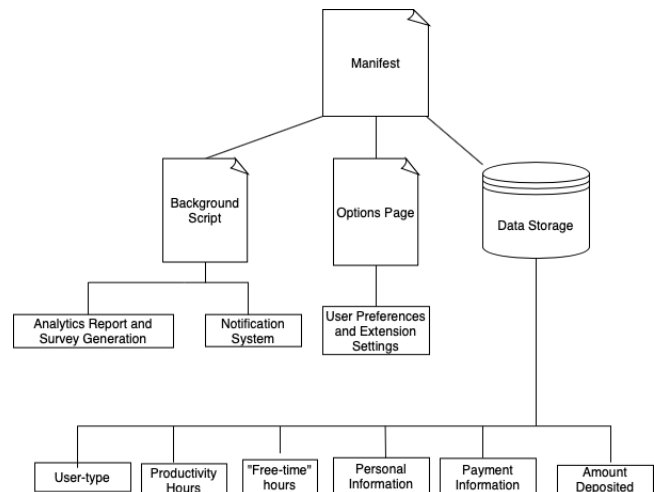 Manifest
Background
Script
Options Page
Data Storage
Analytics Report and
Survey Generation
Notification
System
User Preferences
and Extension
Settings
User-type
Productivity
Hours
"Free-time"
hours
Personal
Information
Payment
Information
Amount
Deposited